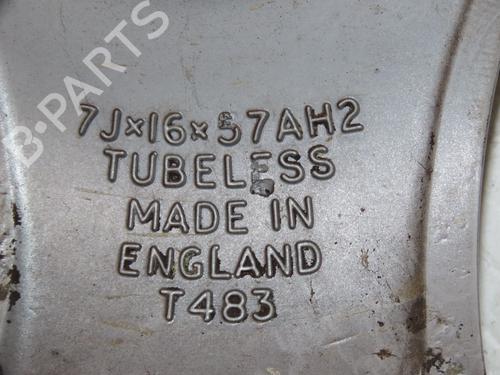 7J×16×57AH2
TUBELESS
MADE IN
ENGLAND
T483
B-PARTS